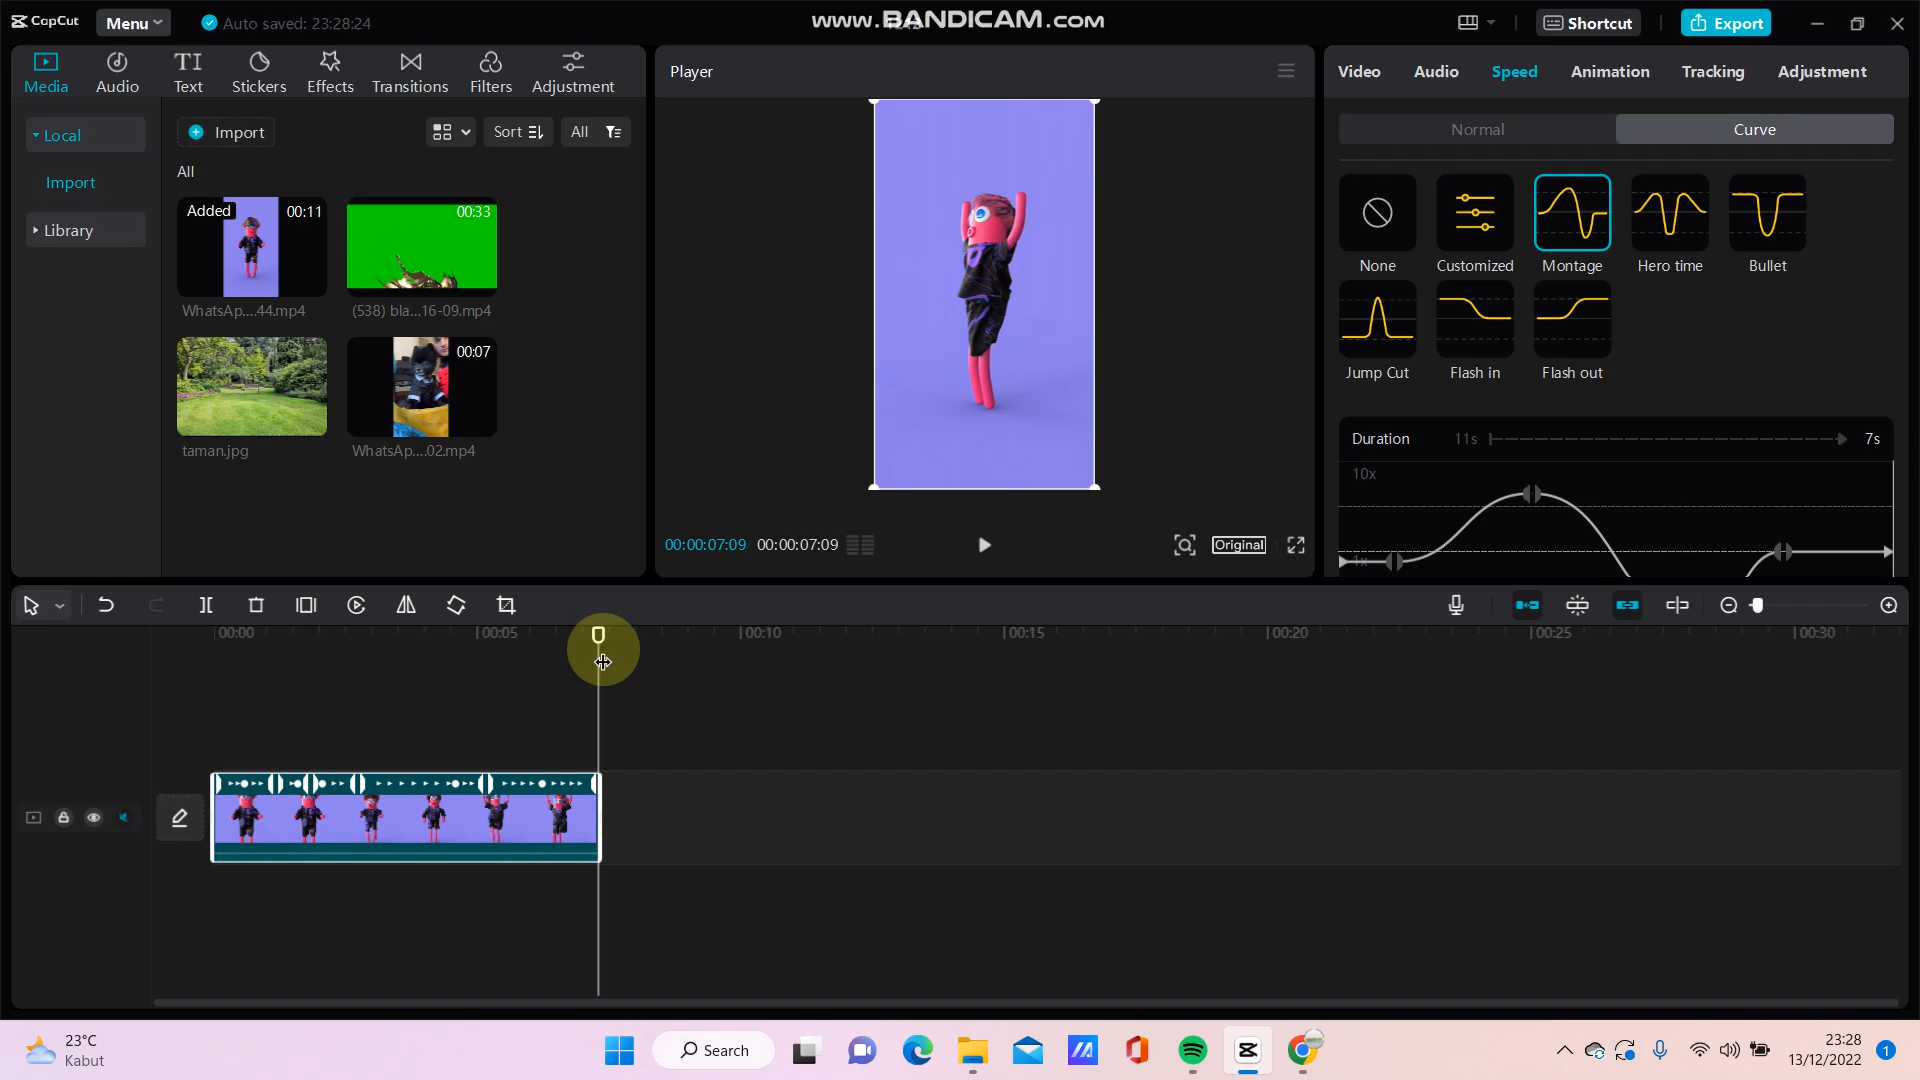 CapCut
Menu
Auto saved: 23:28:24
www.BANDICAM.com
Shortcut
Export
Media
Audio
Text
Stickers
Effects
Transitions
Filters
Adjustment
Player
Video
Audio
Speed
Animation
Tracking
Adjustment
Local
Import
Library
Import
Sort
All
All
Added
00:11
WhatsAp....44.mp4
00:33
(538) bla...16-09.mp4
taman.jpg
00:07
WhatsAp....02.mp4
00:00:07:09
00:00:07:09
Original
Normal
Curve
None
Customized
Montage
Hero time
Bullet
Jump Cut
Flash in
Flash out
Duration
11s
7s
10x
1x
00:00
00:05
00:10
00:15
00:20
00:25
00:30
23°C
Kabut
Search
23:28
13/12/2022
1